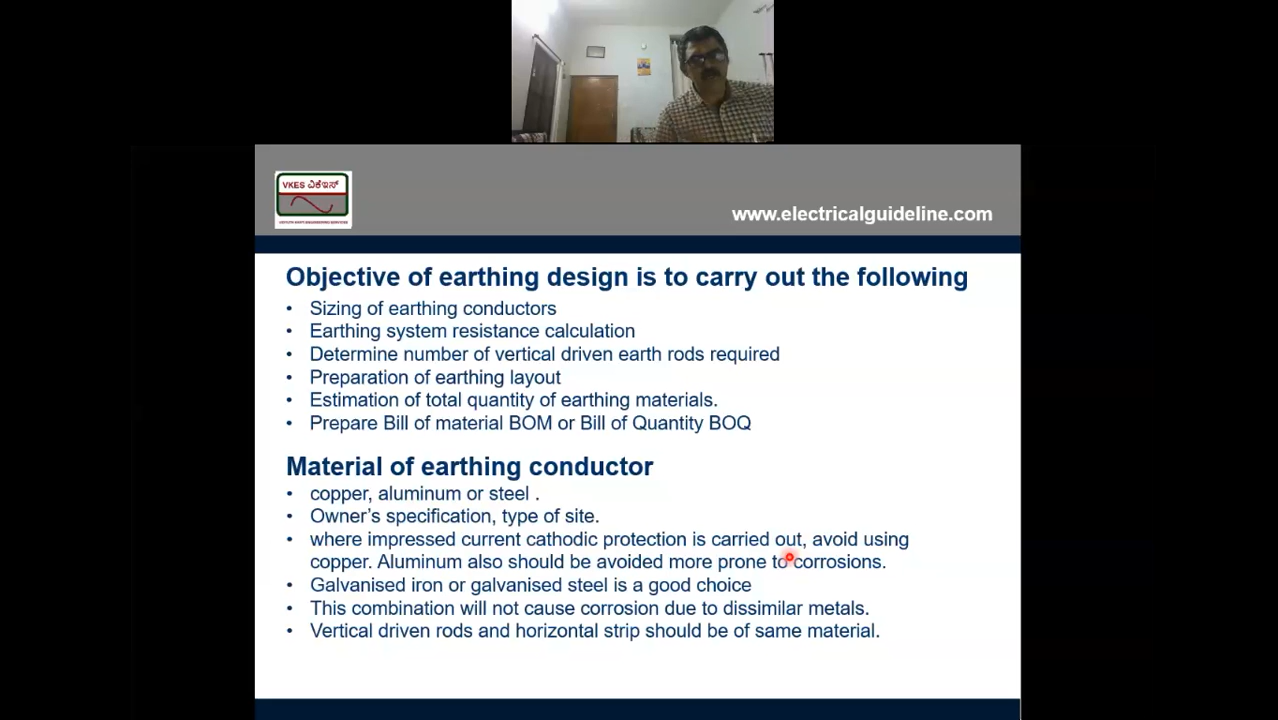 VKES ವಿಕೆಇಸ್
www.electricalguideline.com
Objective of earthing design is to carry out the following
• Sizing of earthing conductors
• Earthing system resistance calculation
• Determine number of vertical driven earth rods required
• Preparation of earthing layout
• Estimation of total quantity of earthing materials.
• Prepare Bill of material BOM or Bill of Quantity BOQ
Material of earthing conductor
• copper, aluminum or steel .
• Owner’s specification, type of site.
• where impressed current cathodic protection is carried out, avoid using
copper. Aluminum also should be avoided more prone to corrosions.
• Galvanised iron or galvanised steel is a good choice
• This combination will not cause corrosion due to dissimilar metals.
• Vertical driven rods and horizontal strip should be of same material.